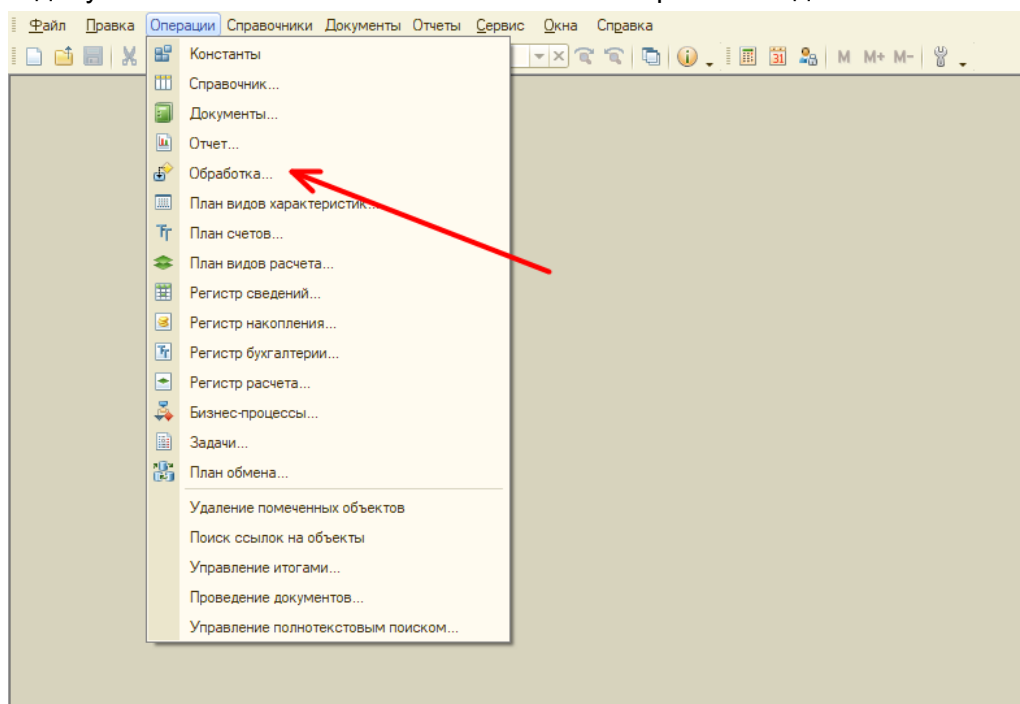 Файл Правка Операции Справочники Документы Отчеты Сервис Окна Справка
Константы
M M+ M-
Справочник...
Документы...
Отчет...
Обработка...
План видов характеристик...
План счетов...
План видов расчета...
Регистр сведений...
Регистр накопления...
Регистр бухгалтерии...
Регистр расчета...
Бизнес-процессы...
Задачи...
План обмена...
Удаление помеченных объектов
Поиск ссылок на объекты
Управление итогами...
Проведение документов...
Управление полнотекстовым поиском...